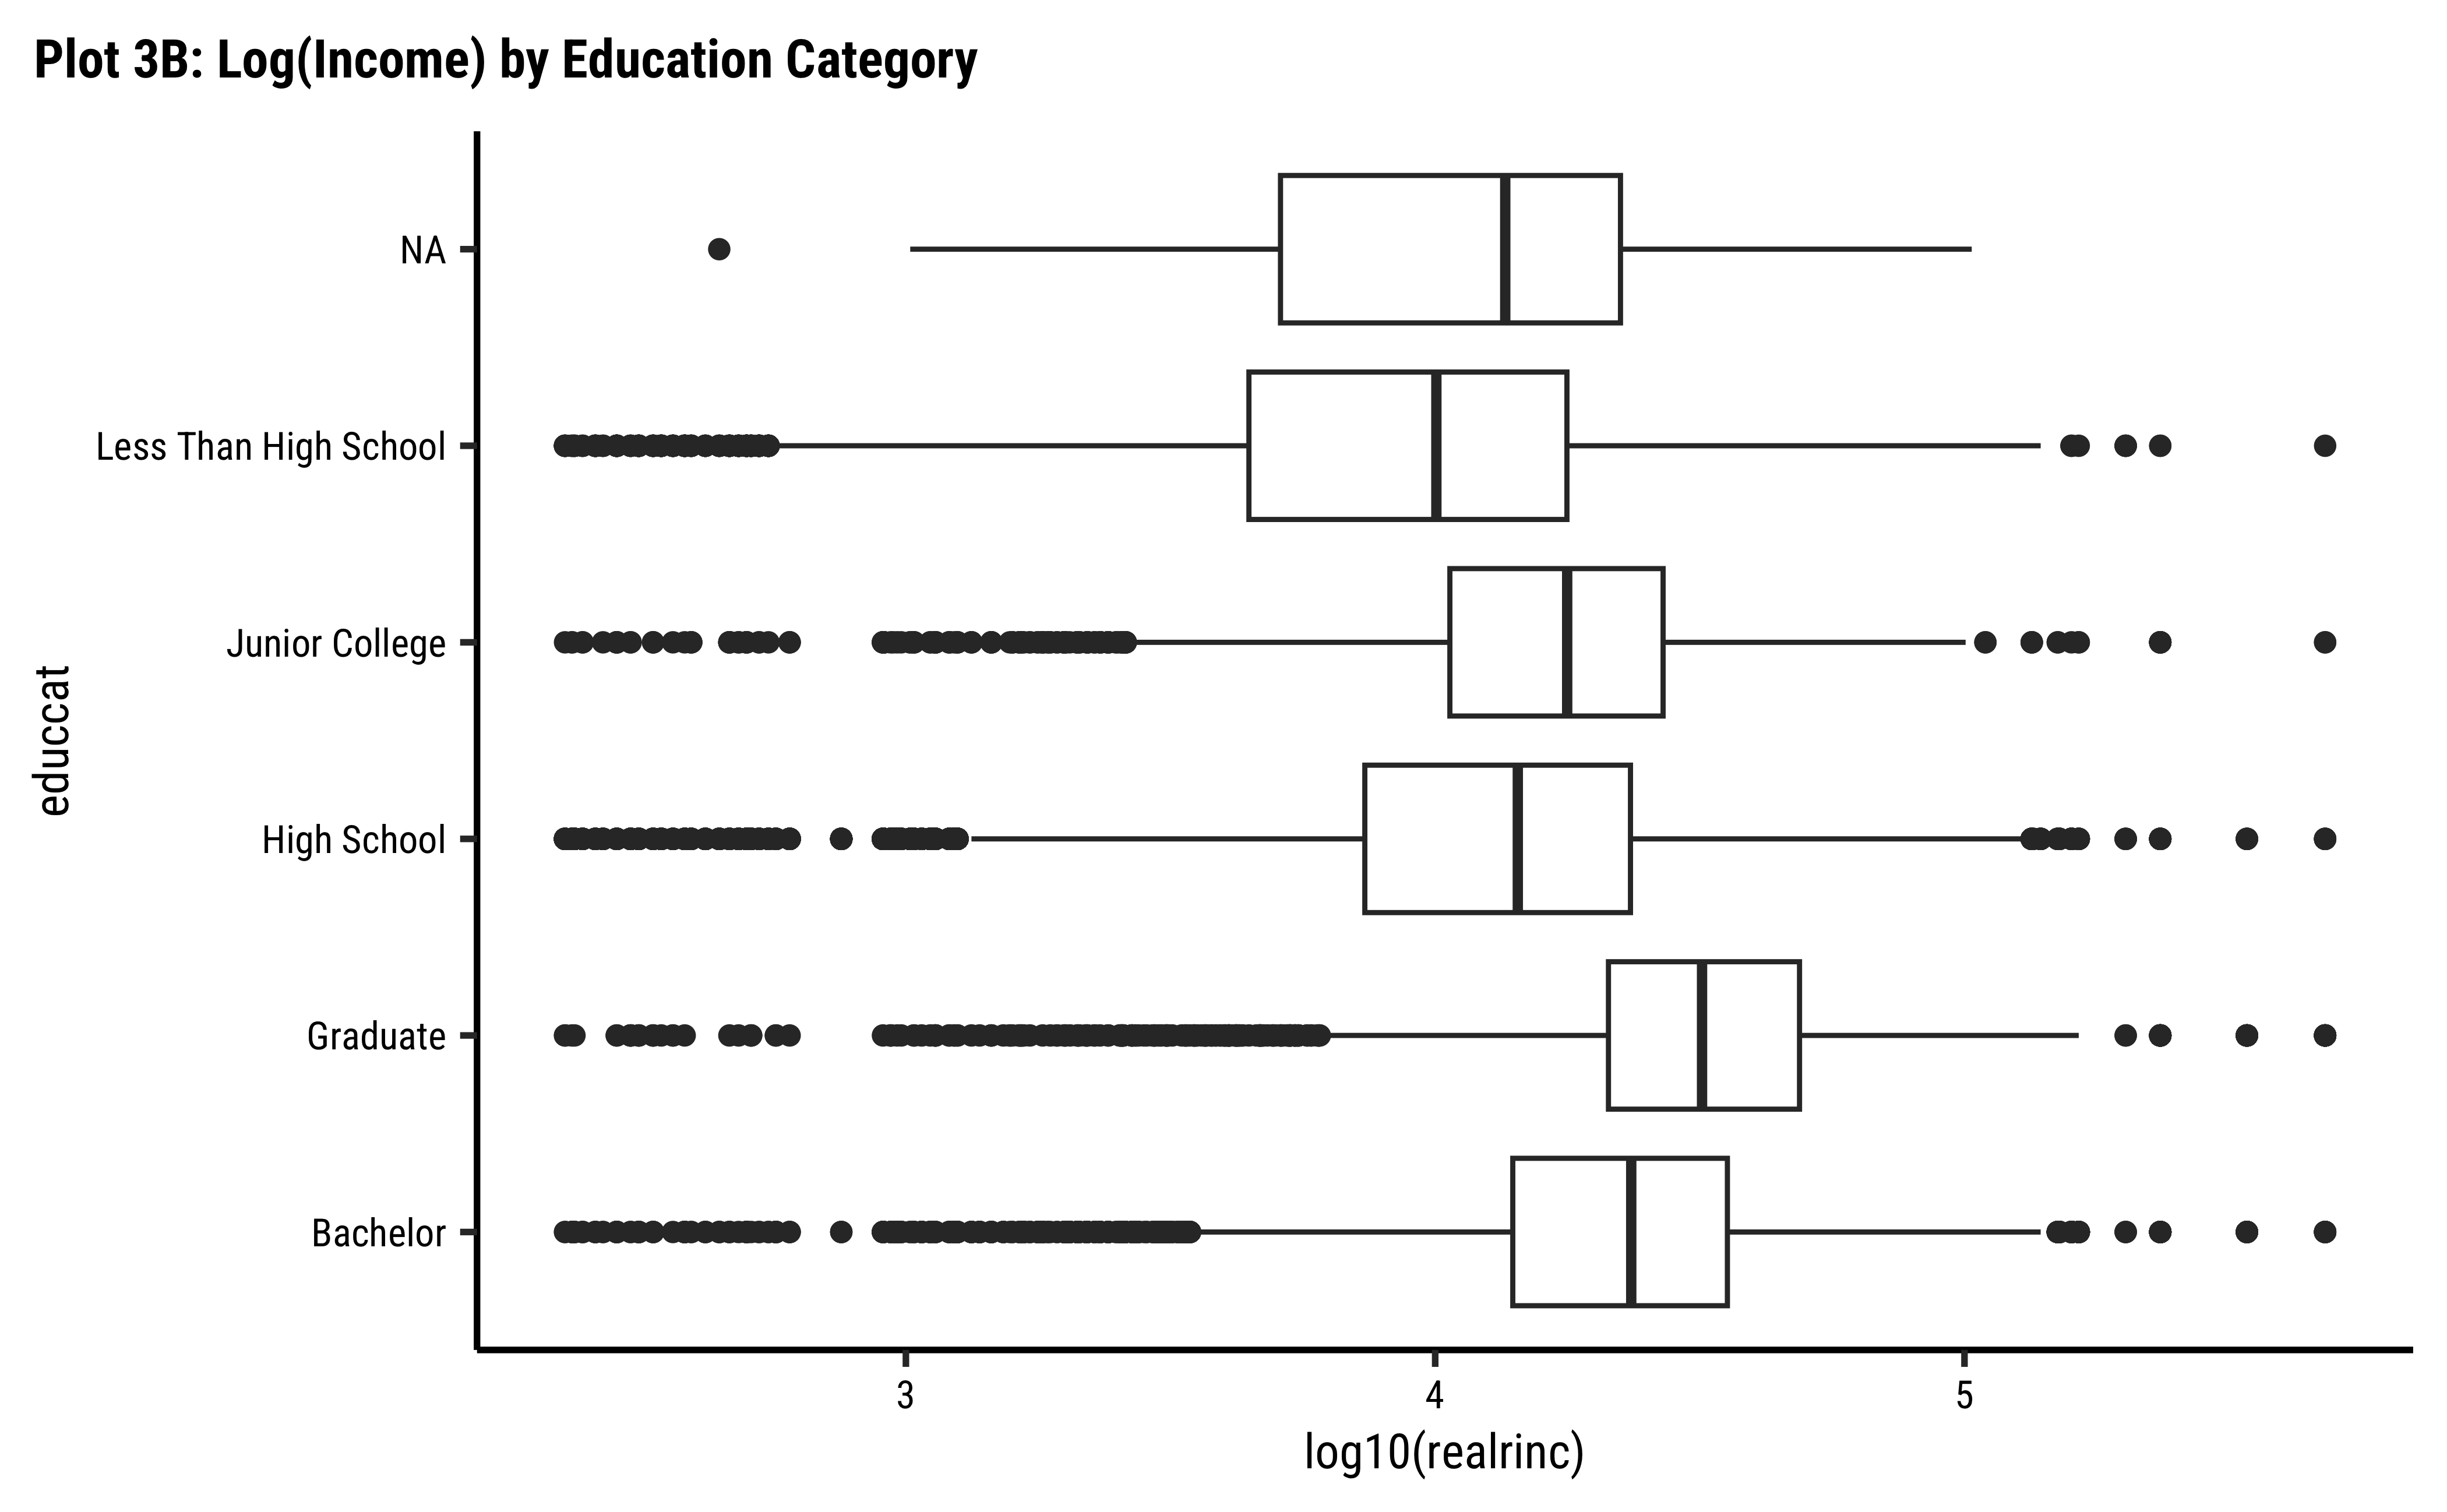 Plot 3B: Log(Income) by Education Category
educcat
NA
Less Than High School
Junior College
High School
Graduate
Bachelor
3 4 5
log10(realrinc)